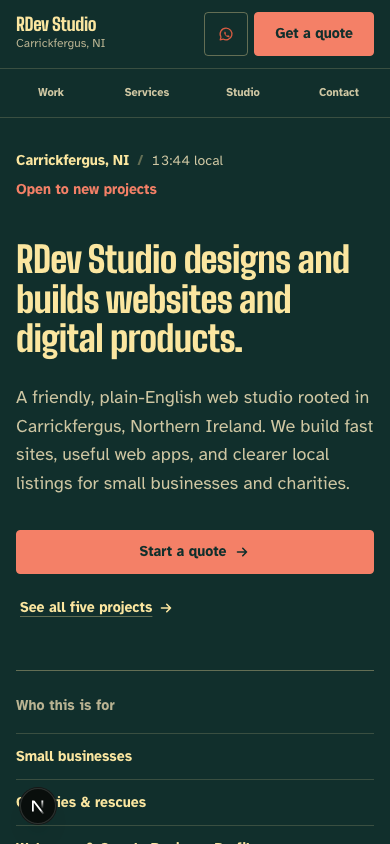 RDev Studio
Carrickfergus, NI
Get a quote
Work
Services
Studio
Contact
Carrickfergus, NI / 13:44 local
Open to new projects
RDev Studio designs and
builds websites and
digital products.
A friendly, plain-English web studio rooted in
Carrickfergus, Northern Ireland. We build fast
sites, useful web apps, and clearer local
listings for small businesses and charities.
Start a quote →
See all five projects →
Who this is for
Small businesses
& rescues
N